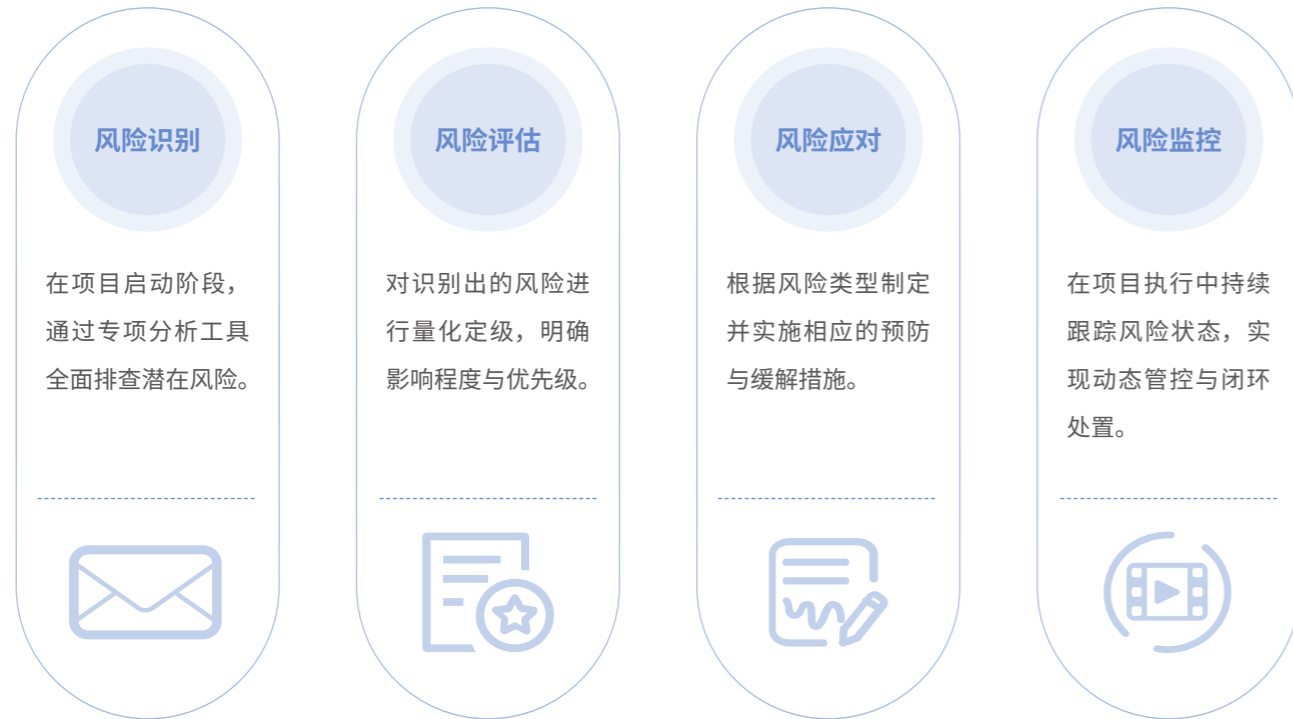 风险识别
在项目启动阶段，
通过专项分析工具
全面排查潜在风险。
风险评估
对识别出的风险进
行量化定级，明确
影响程度与优先级。
风险应对
根据风险类型制定
并实施相应的预防
与缓解措施。
风险监控
在项目执行中持续
跟踪风险状态，实
现动态管控与闭环
处置。